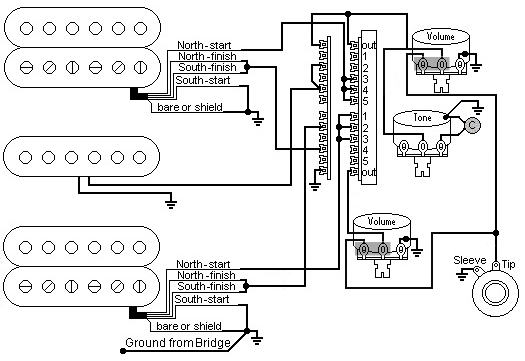 North-start
North-finish
South-finish
South-start
bare or shield
out
1
2
3
4
5
1
2
3
4
5
out
Volume
Tone
C
Volume
North-start
North-finish
South-finish
South-start
bare or shield
Ground from Bridge
Sleeve
Tip